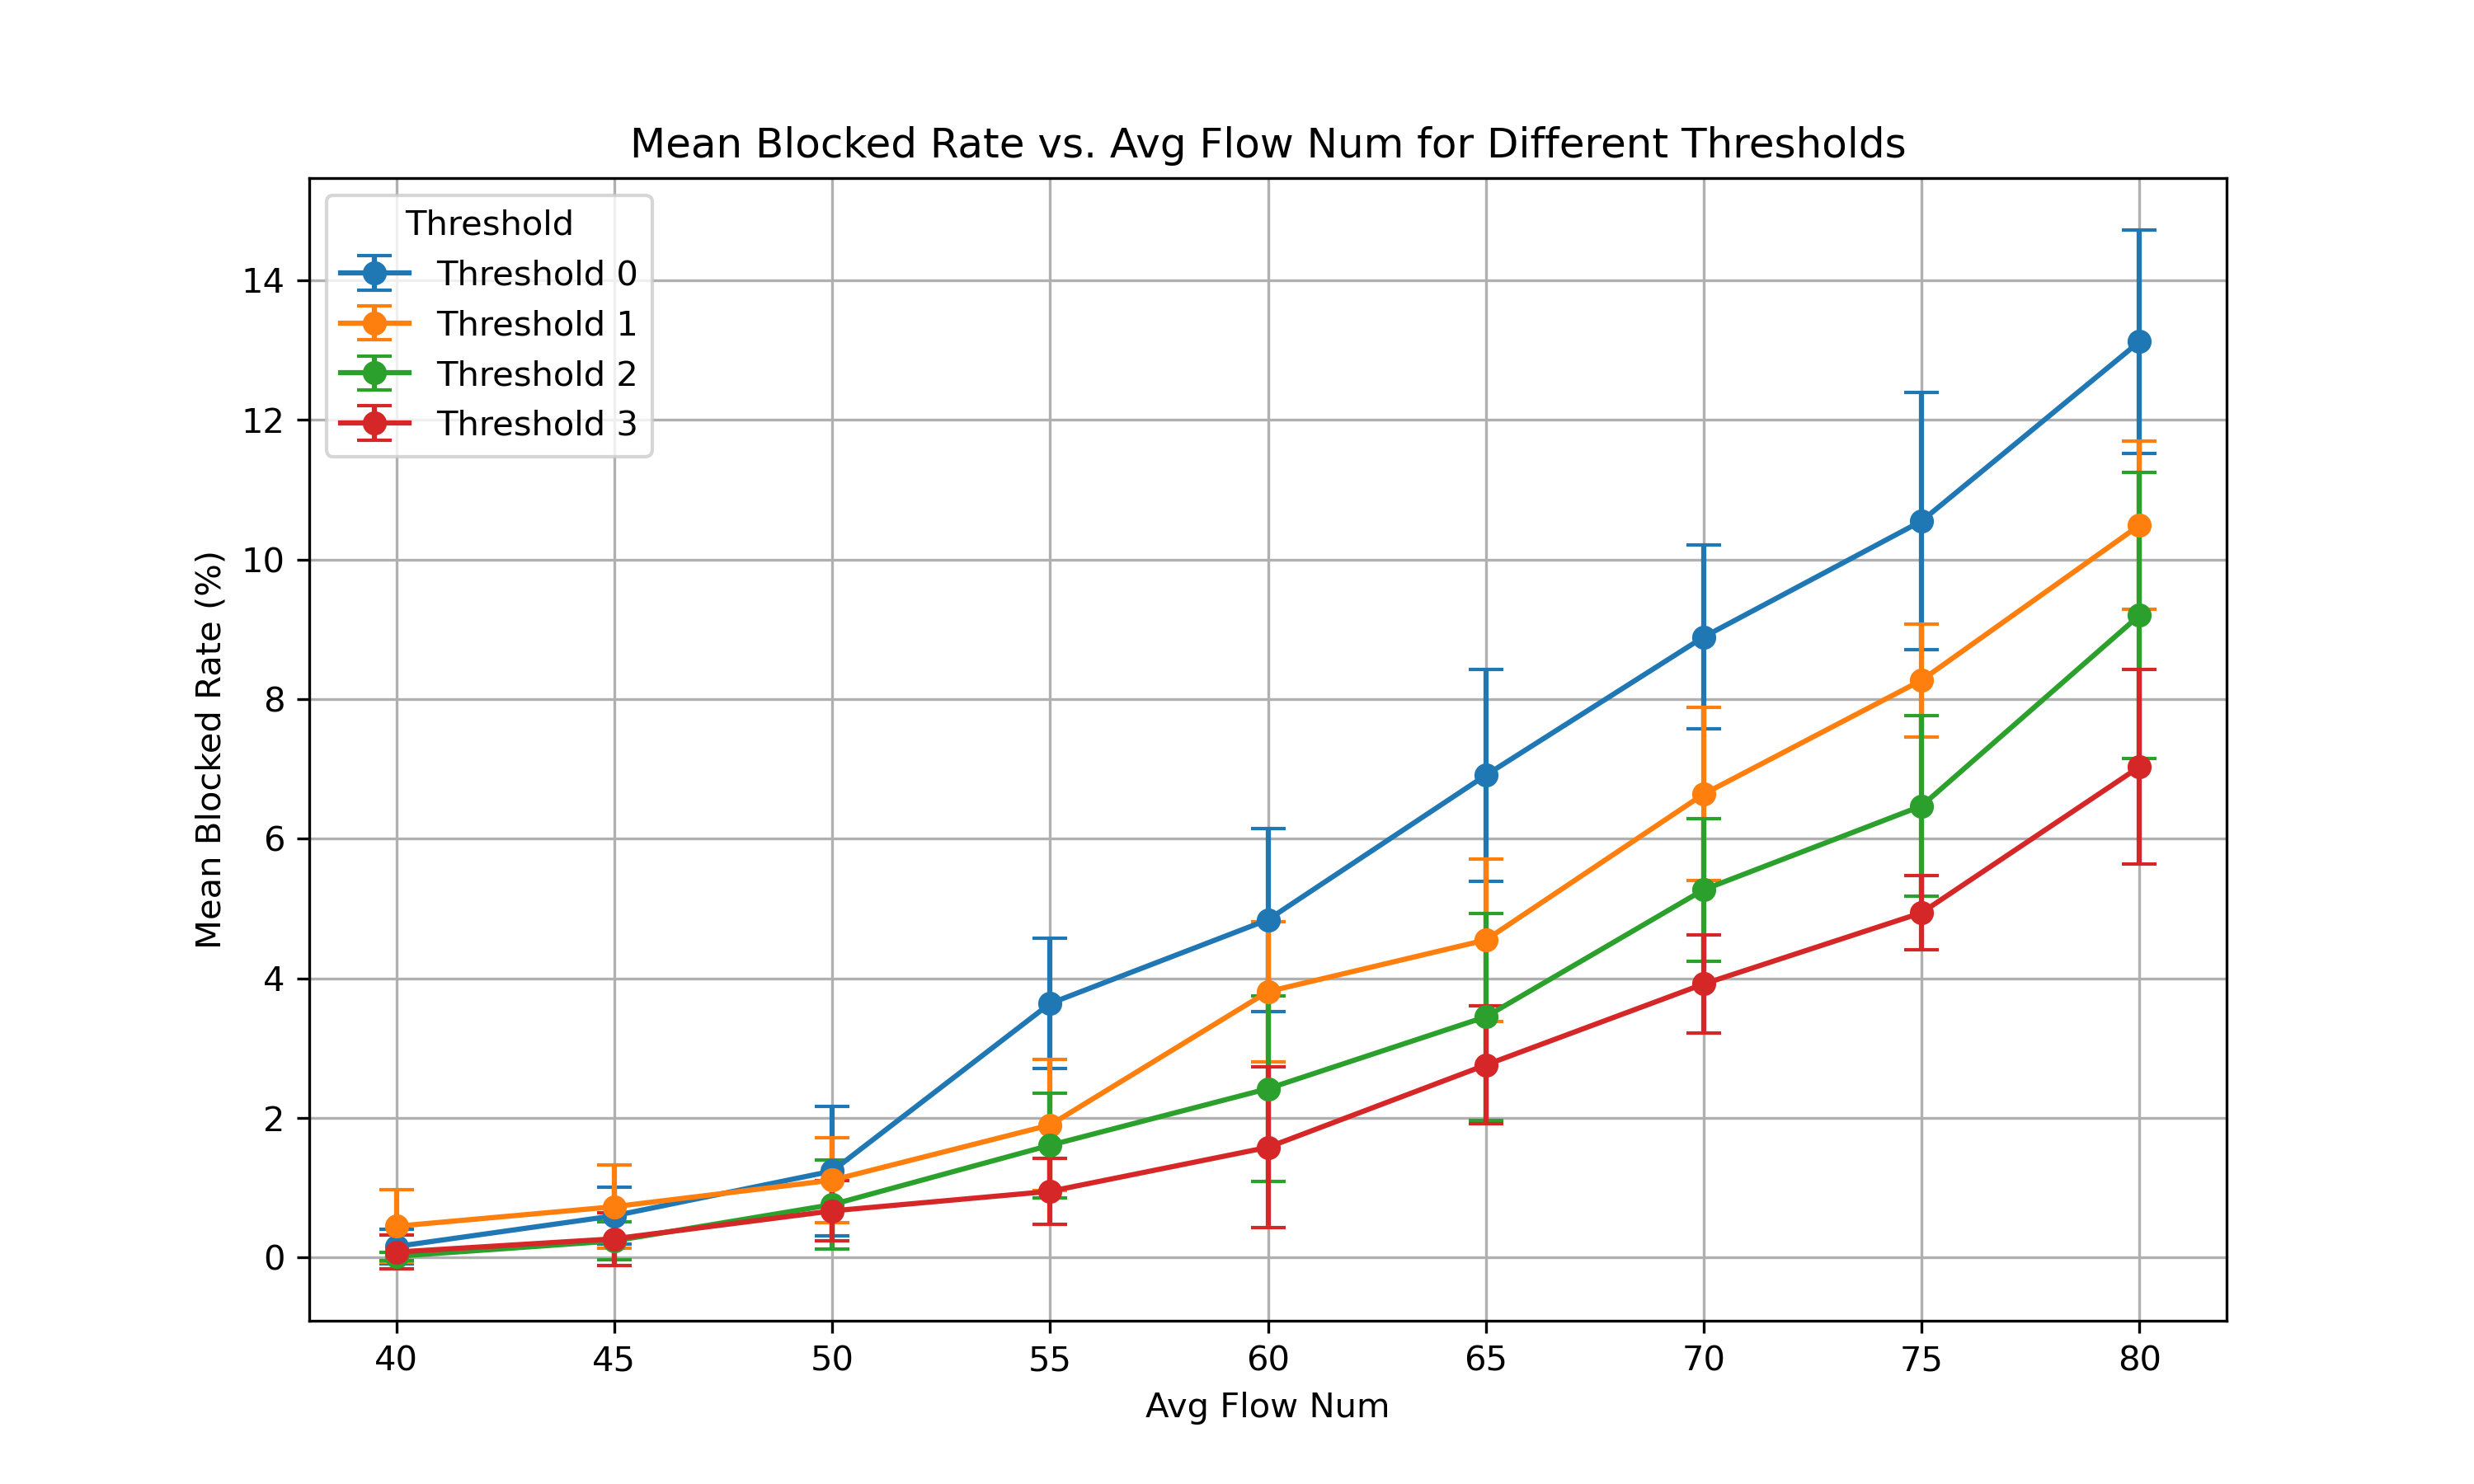 Mean Blocked Rate vs. Avg Flow Num for Different Thresholds
Threshold
Threshold 0
Threshold 1
Threshold 2
Threshold 3
Mean Blocked Rate (%)
14
12
10
8
6
4
2
0
40 45 50 55 60 65 70 75 80
Avg Flow Num